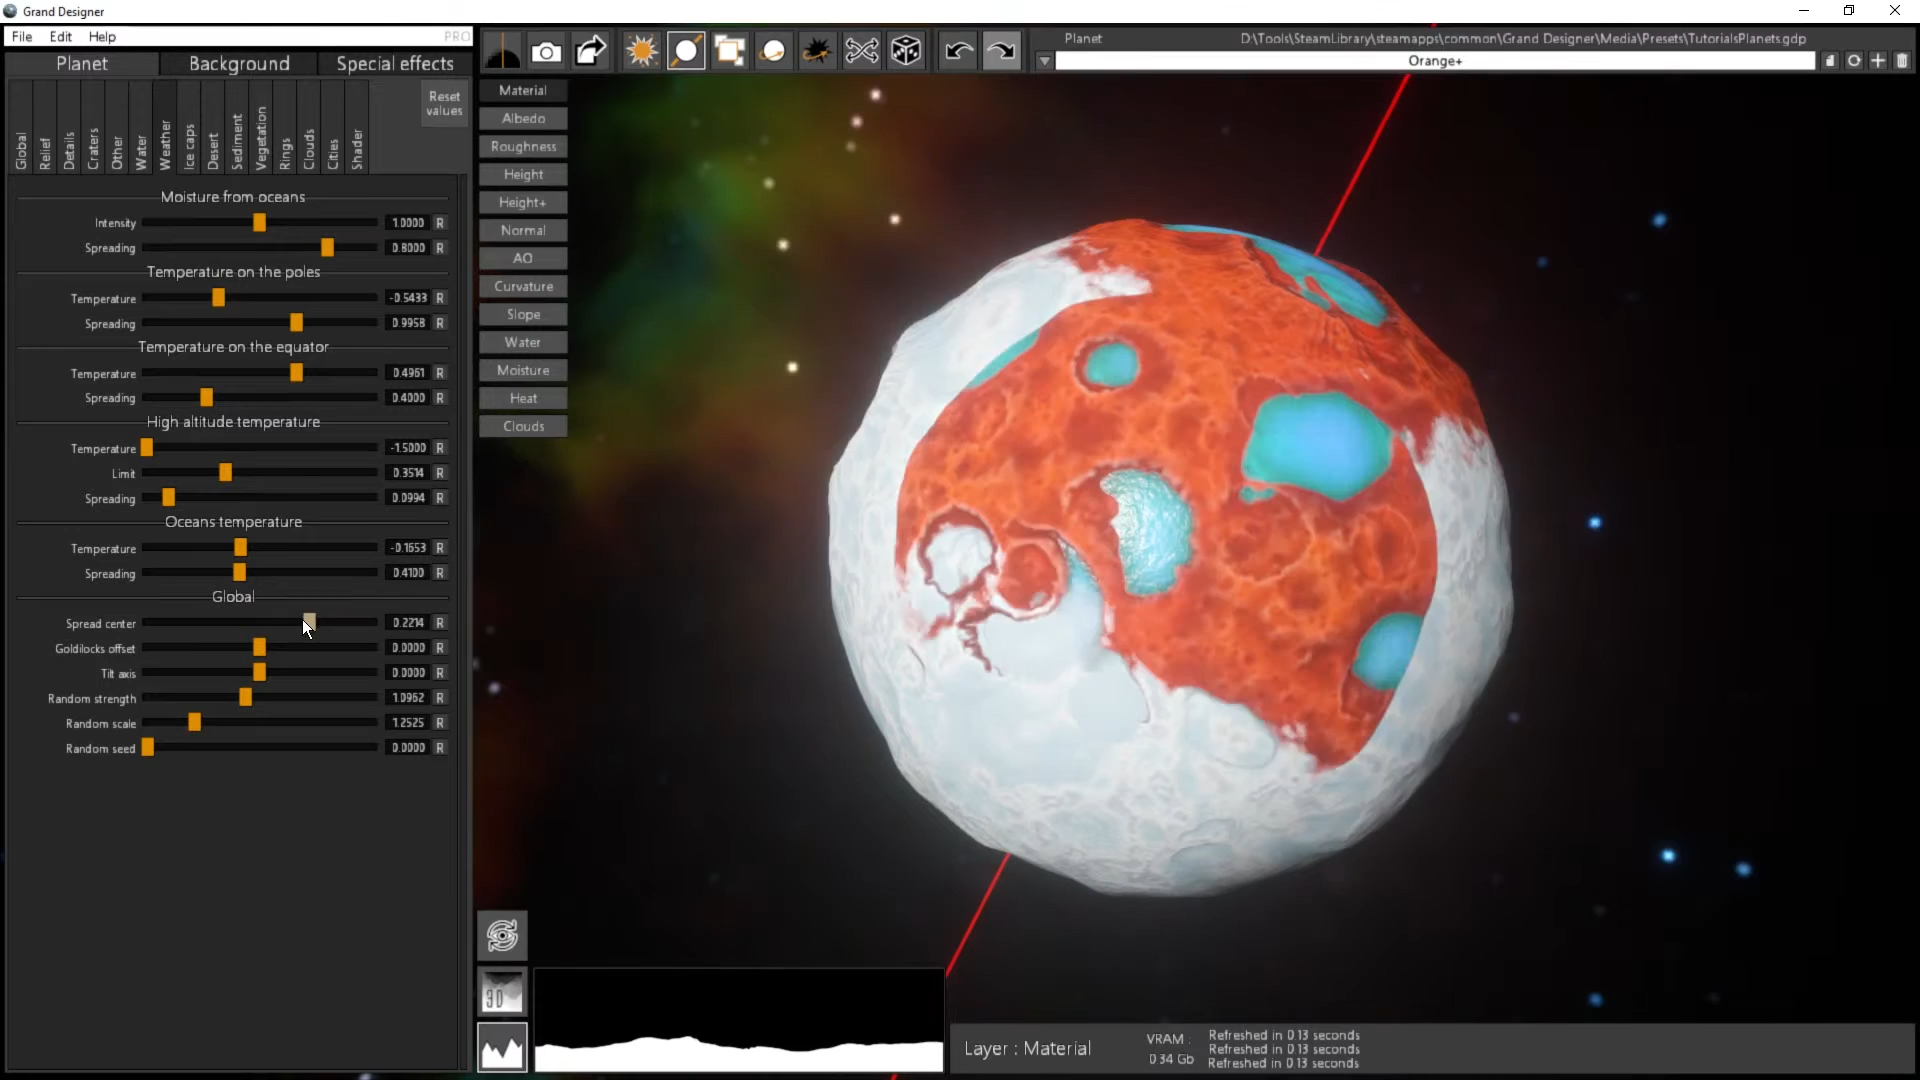 Grand Designer
File Edit Help PRO
Planet Background Special effects
Global
Relief
Details
Craters
Other
Water
Weather
Ice caps
Desert
Sediment
Vegetation
Rings
Clouds
Cities
Shader
Reset
values
Moisture from oceans
Intensity 1.0000 R
Spreading 0.8000 R
Temperature on the poles
Temperature -0.5433 R
Spreading 0.9958 R
Temperature on the equator
Temperature 0.4961 R
Spreading 0.4000 R
High altitude temperature
Temperature -1.5000 R
Limit 0.3514 R
Spreading 0.0994 R
Oceans temperature
Temperature -0.1653 R
Spreading 0.4100 R
Global
Spread center 0.2214 R
Goldilocks offset 0.0000 R
Tilt axis 0.0000 R
Random strength 1.0962 R
Random scale 1.2525 R
Random seed 0.0000 R
Planet D:\Tools\SteamLibrary\steamapps\common\Grand Designer\Media\Presets\TutorialsPlanets.gdp
Orange+
Material
Albedo
Roughness
Height
Height+
Normal
AO
Curvature
Slope
Water
Moisture
Heat
Clouds
3D
Layer : Material
VRAM :
0.34 Gb
Refreshed in 0.13 seconds
Refreshed in 0.13 seconds
Refreshed in 0.13 seconds